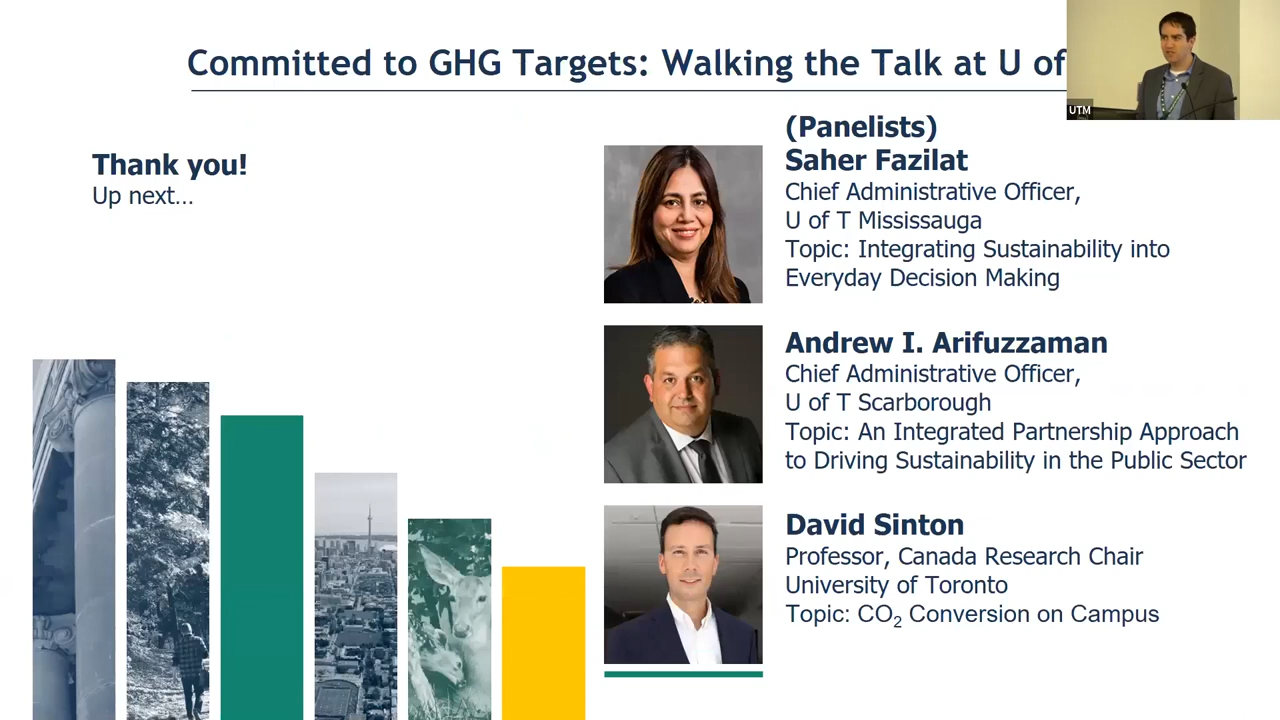 Committed to GHG Targets: Walking the Talk at U of
UTM
Thank you!
Up next...
(Panelists)
Saher Fazilat
Chief Administrative Officer,
U of T Mississauga
Topic: Integrating Sustainability into
Everyday Decision Making
Andrew I. Arifuzzaman
Chief Administrative Officer,
U of T Scarborough
Topic: An Integrated Partnership Approach
to Driving Sustainability in the Public Sector
David Sinton
Professor, Canada Research Chair
University of Toronto
Topic: CO₂ Conversion on Campus